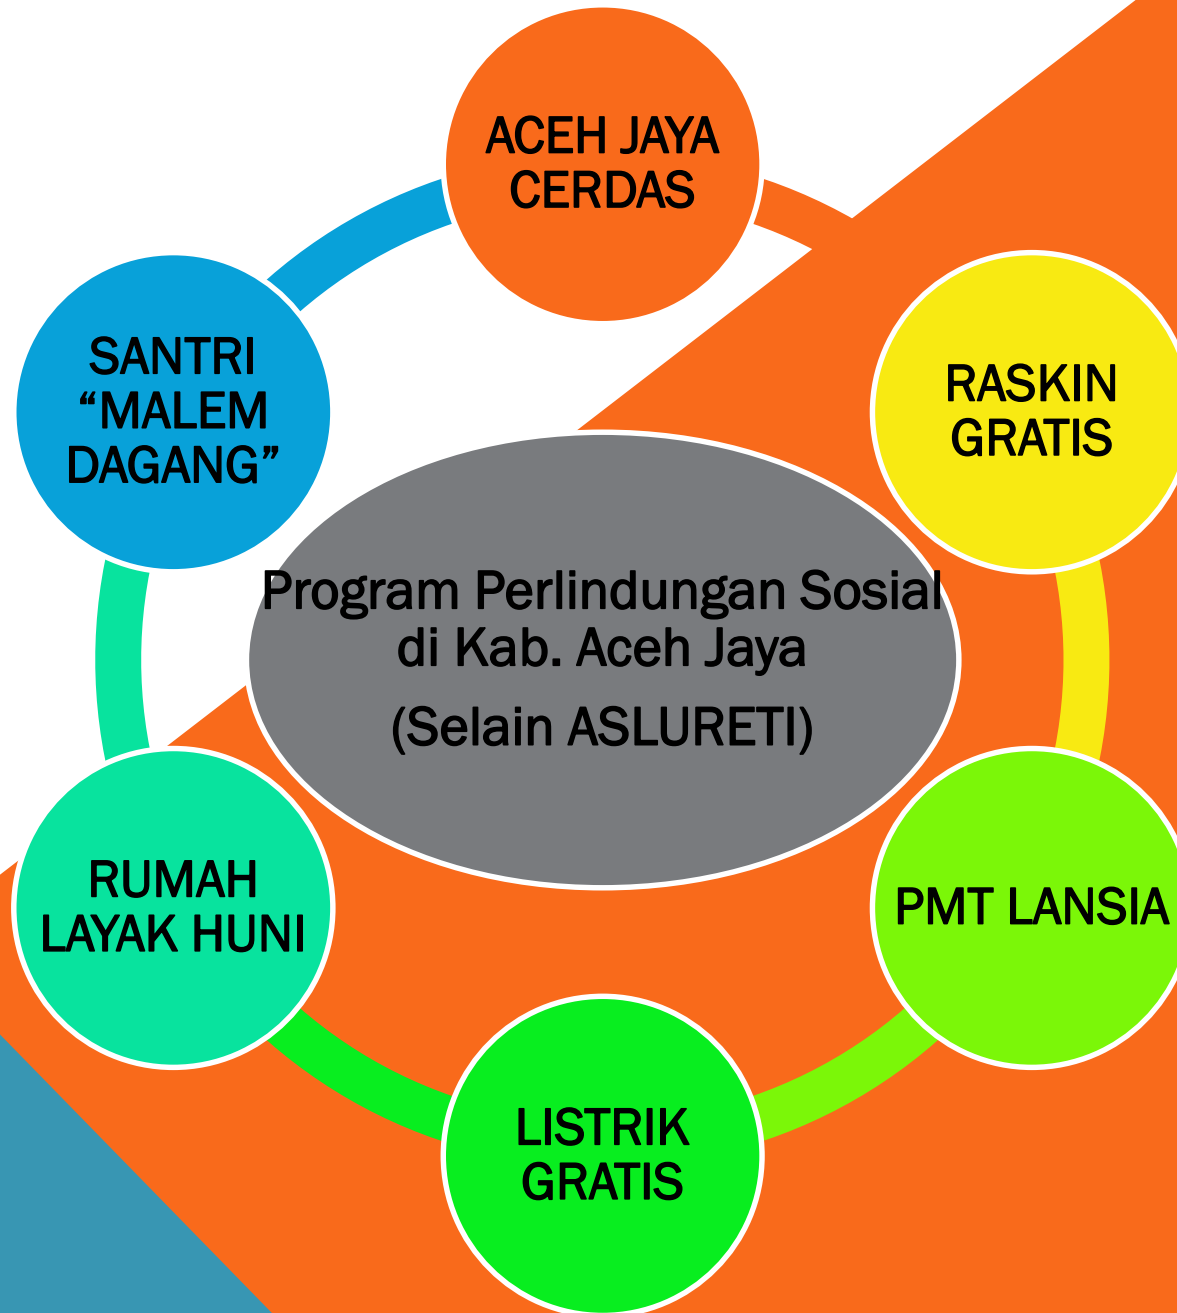 ACEH JAYA
CERDAS
RASKIN
GRATIS
PMT LANSIA
LISTRIK
GRATIS
RUMAH
LAYAK HUNI
SANTRI
“MALEM
DAGANG”
Program Perlindungan Sosial
di Kab. Aceh Jaya
(Selain ASLURETI)